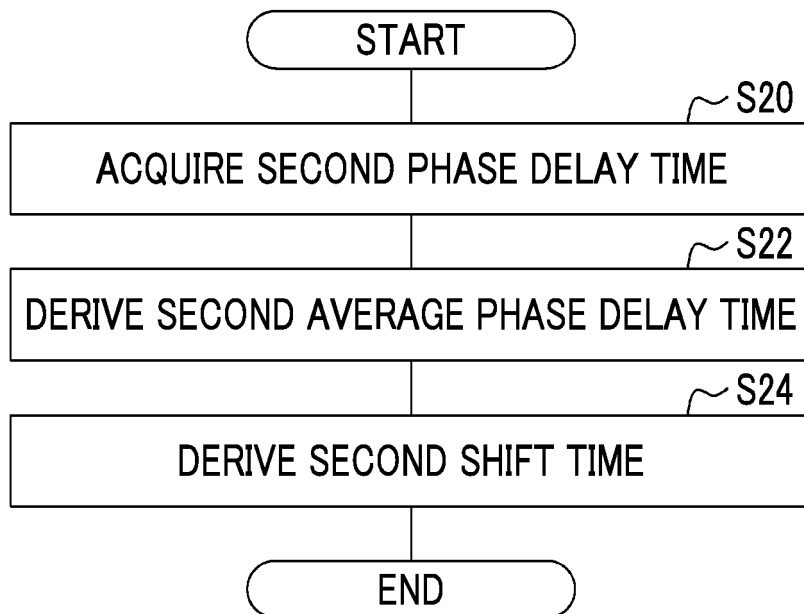 START
S20
ACQUIRE SECOND PHASE DELAY TIME
S22
DERIVE SECOND AVERAGE PHASE DELAY TIME
S24
DERIVE SECOND SHIFT TIME
END